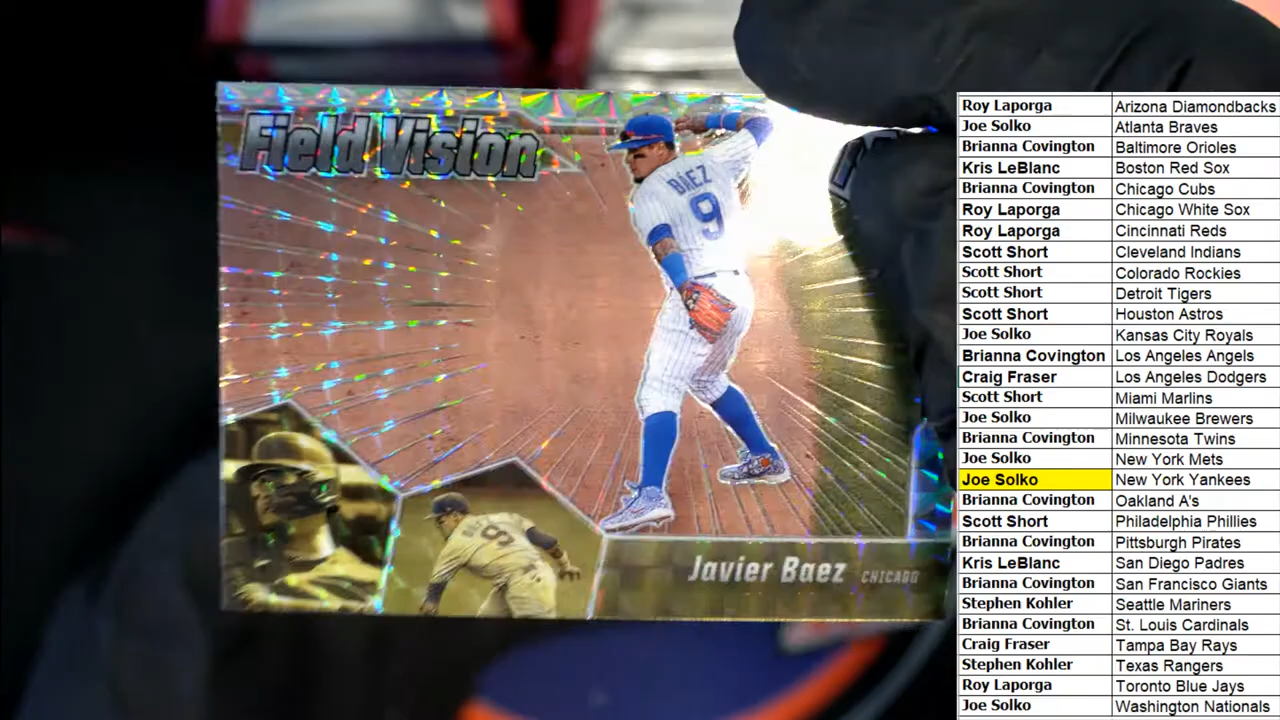 Field Vision
BAEZ
9
9
Javier Baez CHICAGO
Roy Laporga Arizona Diamondbacks
Joe Solko Atlanta Braves
Brianna Covington Baltimore Orioles
Kris LeBlanc Boston Red Sox
Brianna Covington Chicago Cubs
Roy Laporga Chicago White Sox
Roy Laporga Cincinnati Reds
Scott Short Cleveland Indians
Scott Short Colorado Rockies
Scott Short Detroit Tigers
Scott Short Houston Astros
Joe Solko Kansas City Royals
Brianna Covington Los Angeles Angels
Craig Fraser Los Angeles Dodgers
Scott Short Miami Marlins
Joe Solko Milwaukee Brewers
Brianna Covington Minnesota Twins
Joe Solko New York Mets
Joe Solko New York Yankees
Brianna Covington Oakland A's
Scott Short Philadelphia Phillies
Brianna Covington Pittsburgh Pirates
Kris LeBlanc San Diego Padres
Brianna Covington San Francisco Giants
Stephen Kohler Seattle Mariners
Brianna Covington St. Louis Cardinals
Craig Fraser Tampa Bay Rays
Stephen Kohler Texas Rangers
Roy Laporga Toronto Blue Jays
Joe Solko Washington Nationals